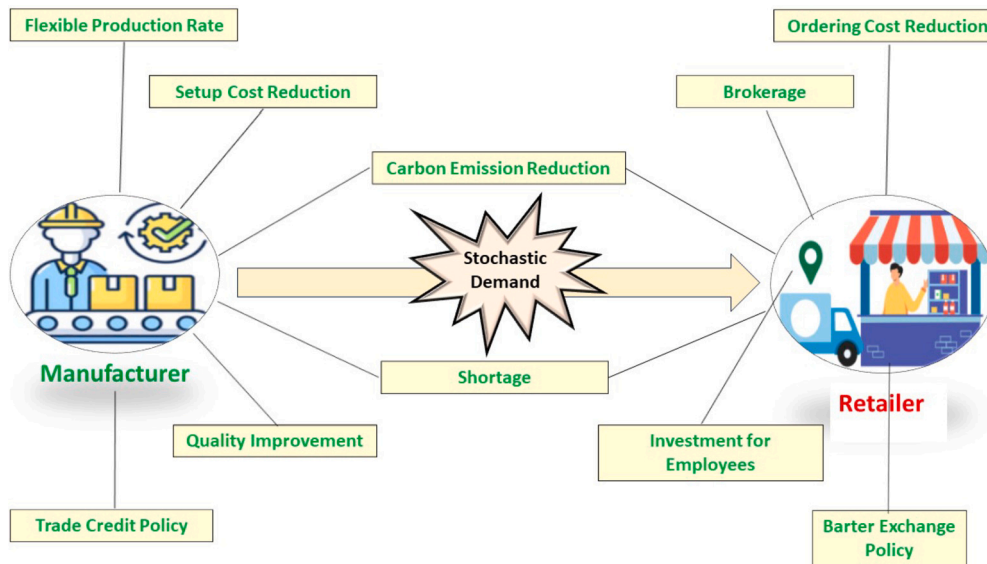 Flexible Production Rate
Ordering Cost Reduction
Setup Cost Reduction
Brokerage
Carbon Emission Reduction
Stochastic
Demand
Manufacturer
Shortage
Retailer
Quality Improvement
Investment for
Employees
Trade Credit Policy
Barter Exchange
Policy